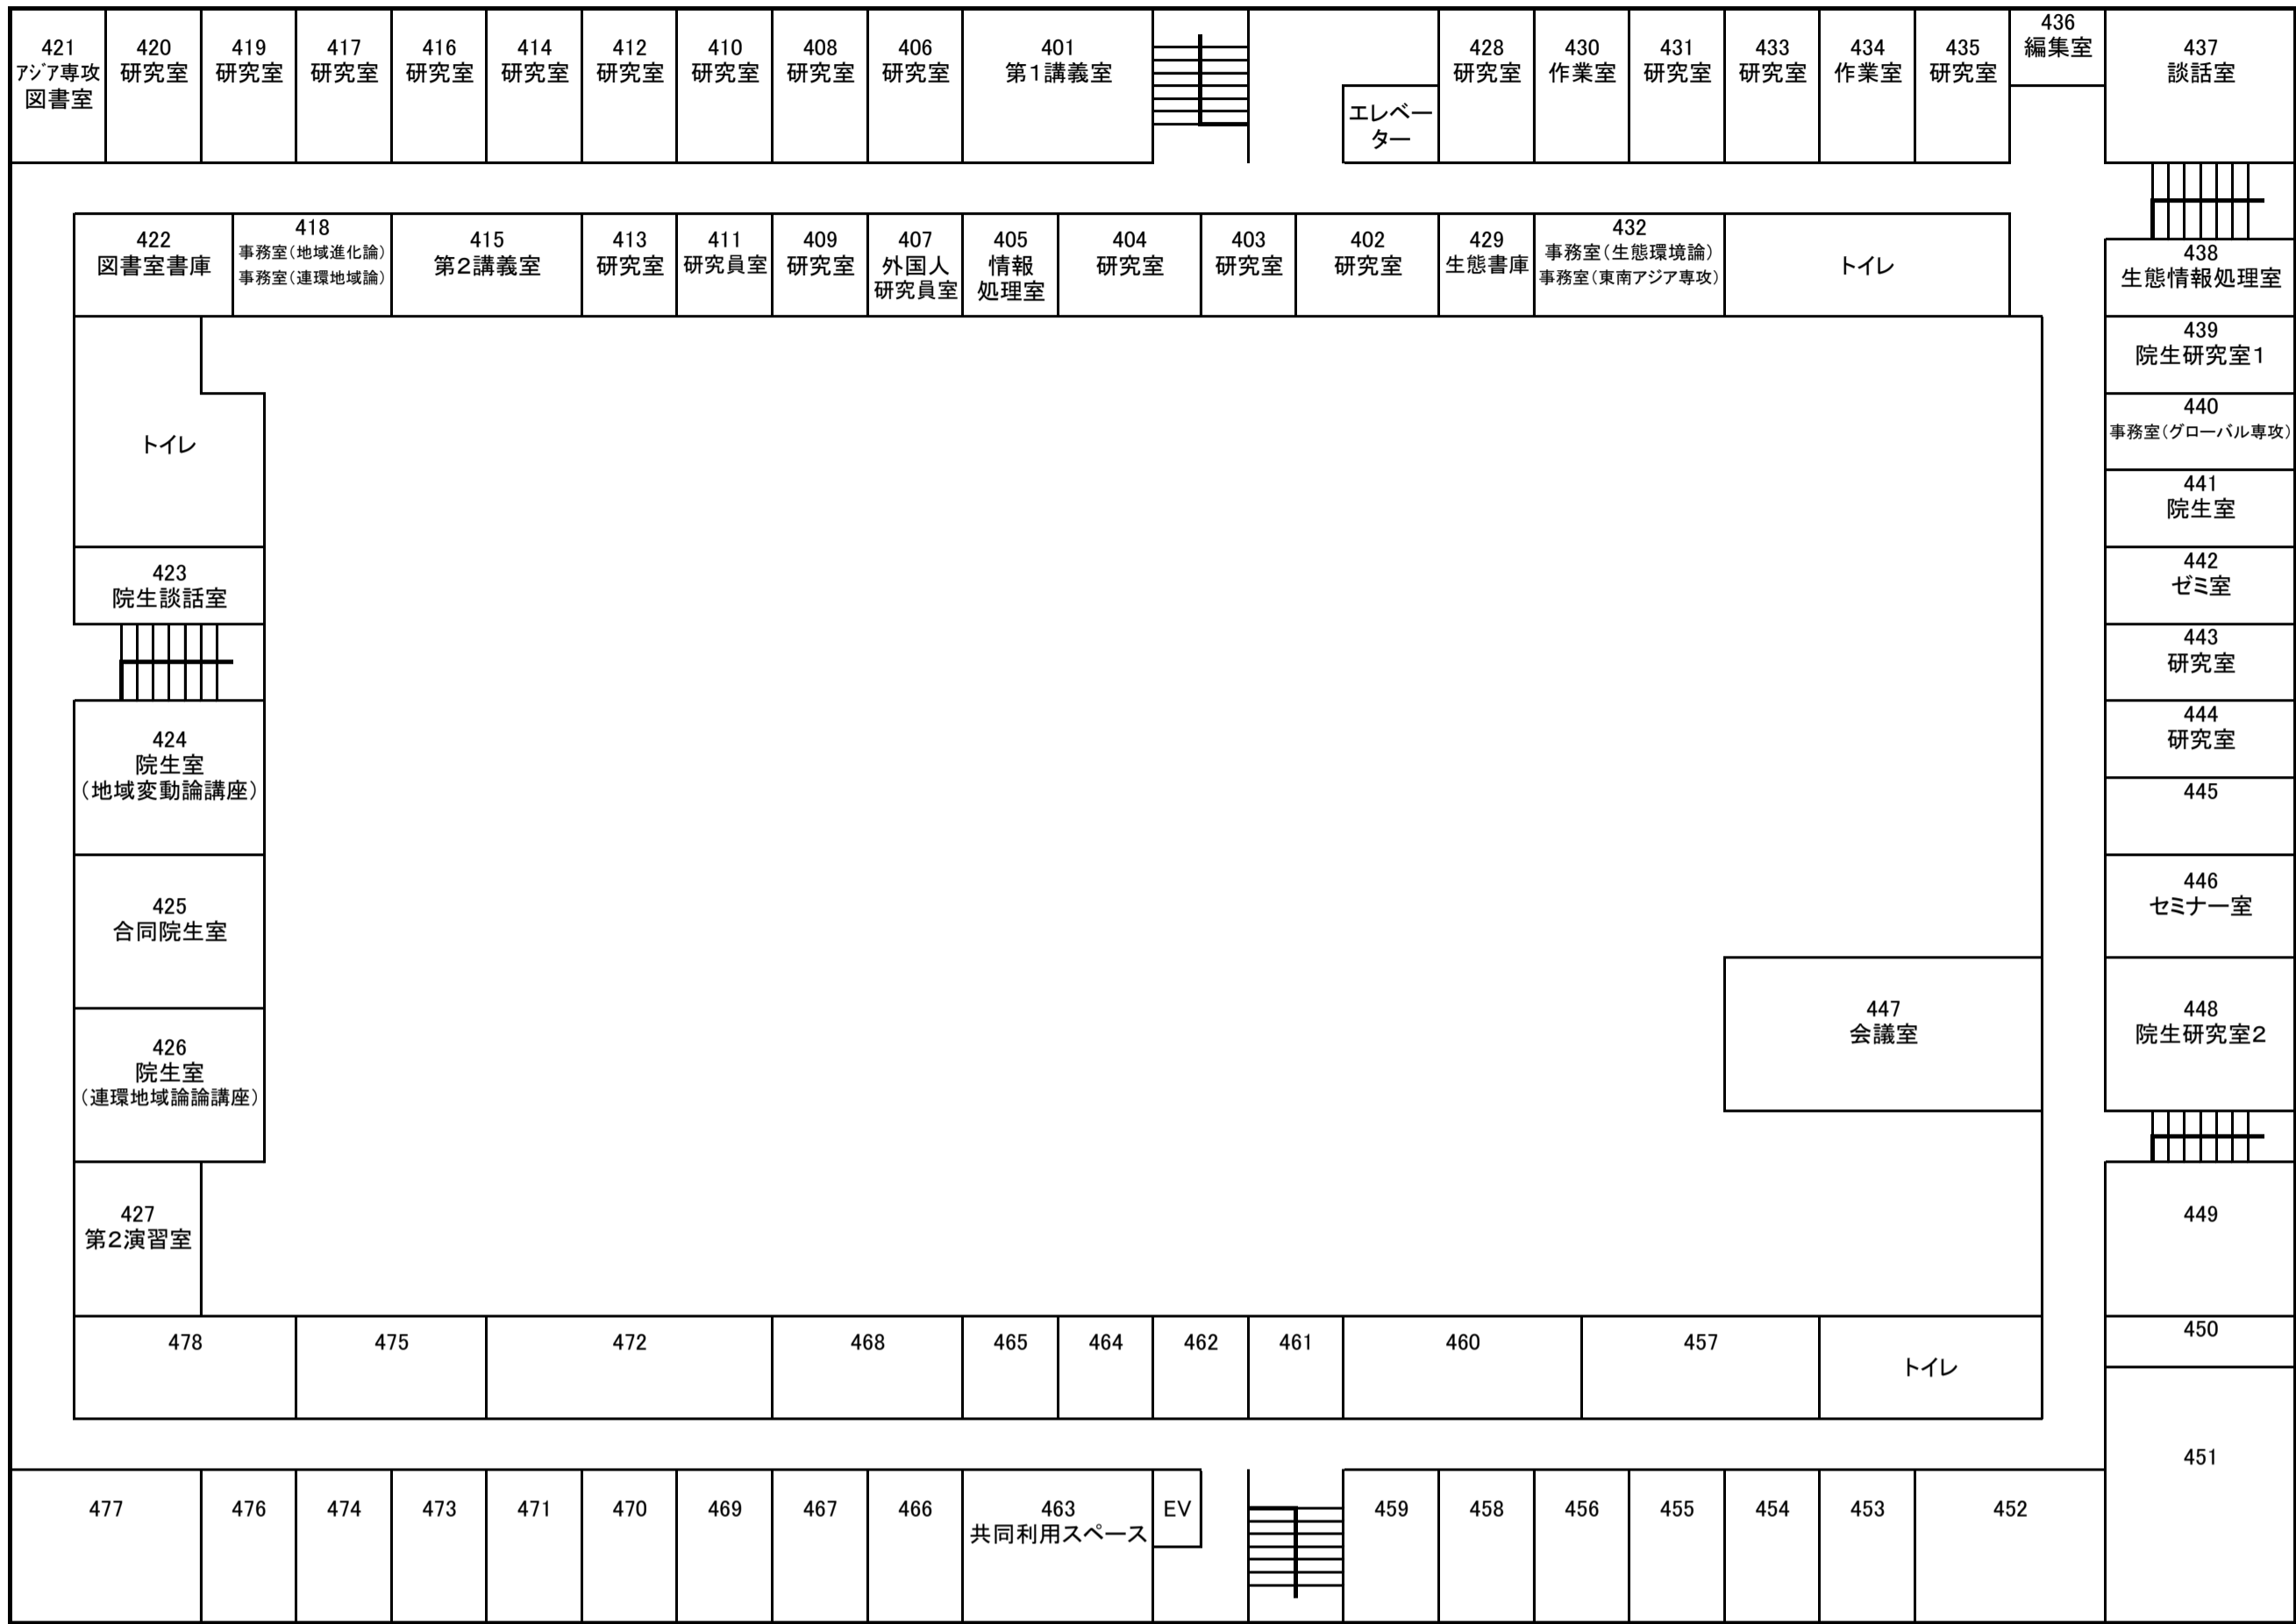 421
アジア専攻
図書室
420
研究室
419
研究室
417
研究室
416
研究室
414
研究室
412
研究室
410
研究室
408
研究室
406
研究室
401
第1講義室
エレベー
ター
428
研究室
430
作業室
431
研究室
433
研究室
434
作業室
435
研究室
436
編集室
437
談話室
422
図書室書庫
418
事務室(地域進化論)
事務室(連環地域論)
415
第2講義室
413
研究室
411
研究員室
409
研究室
407
外国人
研究員室
405
情報
処理室
404
研究室
403
研究室
402
研究室
429
生態書庫
432
事務室(生態環境論)
事務室(東南アジア専攻)
トイレ
438
生態情報処理室
439
院生研究室1
440
事務室(グローバル専攻)
441
院生室
442
ゼミ室
443
研究室
444
研究室
445
446
セミナー室
447
会議室
448
院生研究室2
449
450
451
トイレ
423
院生談話室
424
院生室
(地域変動論講座)
425
合同院生室
426
院生室
(連環地域論論講座)
427
第2演習室
478
475
472
468
465
464
462
461
460
457
トイレ
477
476
474
473
471
470
469
467
466
463
共同利用スペース
EV
459
458
456
455
454
453
452